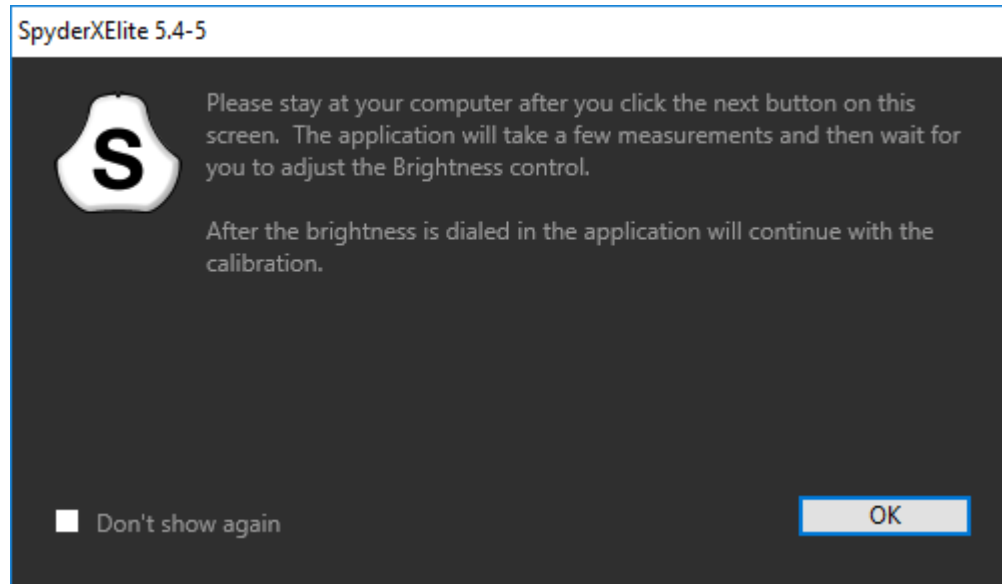 SpyderXElite 5.4-5
Please stay at your computer after you click the next button on this
screen.  The application will take a few measurements and then wait for
you to adjust the Brightness control.
After the brightness is dialed in the application will continue with the
calibration.
S
Don't show again
OK